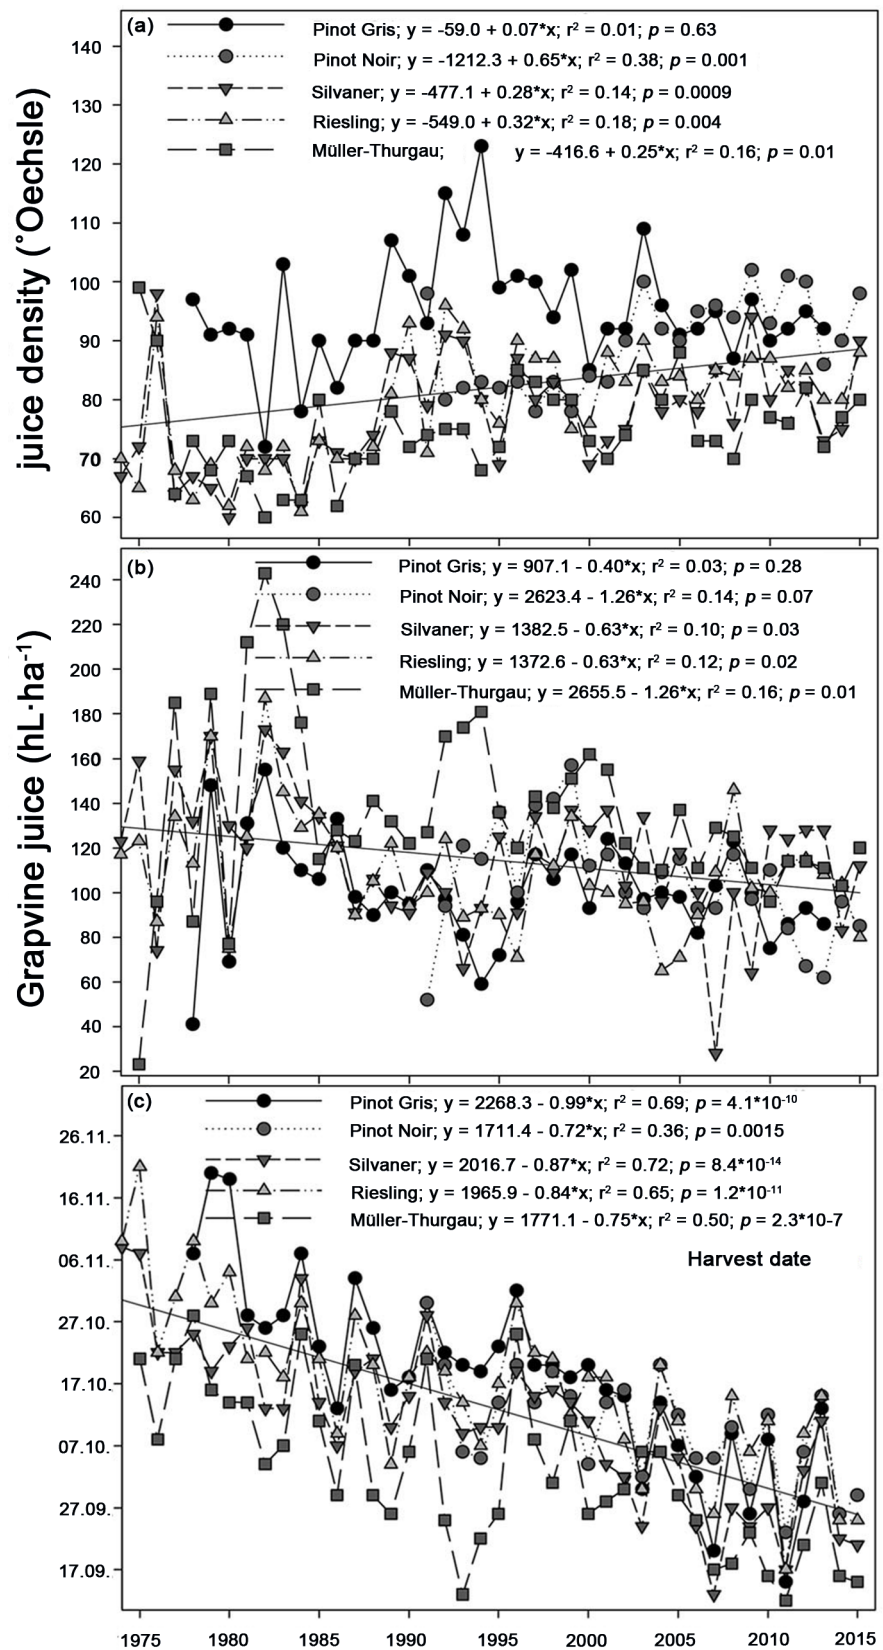 (a)
Pinot Gris; y = -59.0 + 0.07*x; r² = 0.01; p = 0.63
Pinot Noir; y = -1212.3 + 0.65*x; r² = 0.38; p = 0.001
Silvaner; y = -477.1 + 0.28*x; r² = 0.14; p = 0.0009
Riesling; y = -549.0 + 0.32*x; r² = 0.18; p = 0.004
Müller-Thurgau; y = -416.6 + 0.25*x; r² = 0.16; p = 0.01
juice density (˚Oechsle)
140
130
120
110
100
90
80
70
60
(b)
Pinot Gris; y = 907.1 - 0.40*x; r² = 0.03; p = 0.28
Pinot Noir; y = 2623.4 - 1.26*x; r² = 0.14; p = 0.07
Silvaner; y = 1382.5 - 0.63*x; r² = 0.10; p = 0.03
Riesling; y = 1372.6 - 0.63*x; r² = 0.12; p = 0.02
Müller-Thurgau; y = 2655.5 - 1.26*x; r² = 0.16; p = 0.01
Grapvine juice (hL·ha⁻¹)
240
220
200
180
160
140
120
100
80
60
40
20
(c)
Pinot Gris; y = 2268.3 - 0.99*x; r² = 0.69; p = 4.1*10⁻¹⁰
Pinot Noir; y = 1711.4 - 0.72*x; r² = 0.36; p = 0.0015
Silvaner; y = 2016.7 - 0.87*x; r² = 0.72; p = 8.4*10⁻¹⁴
Riesling; y = 1965.9 - 0.84*x; r² = 0.65; p = 1.2*10⁻¹¹
Müller-Thurgau; y = 1771.1 - 0.75*x; r² = 0.50; p = 2.3*10-7
Harvest date
26.11.
16.11.
06.11.
27.10.
17.10.
07.10.
27.09.
17.09.
1975 1980 1985 1990 1995 2000 2005 2010 2015